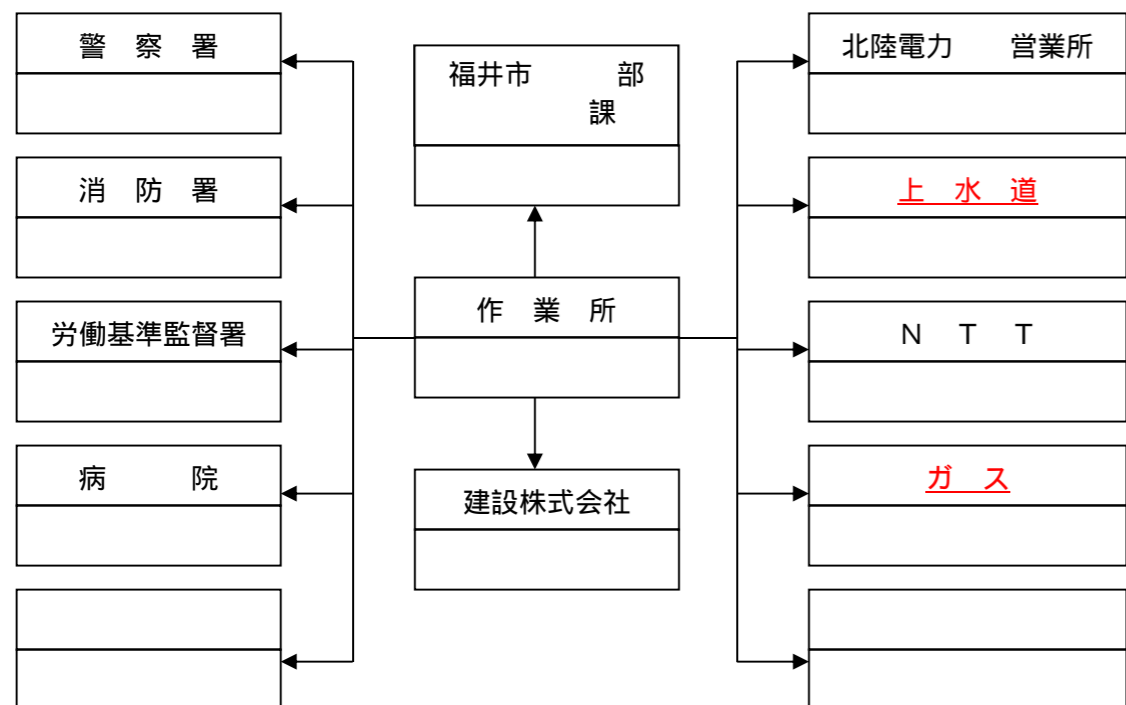 警　察　署
消　防　署
労働基準監督署
病　　　院
福井市　　　部
課
作　業　所
建設株式会社
北陸電力　　営業所
上　水　道
Ｎ　Ｔ　Ｔ
ガ　ス